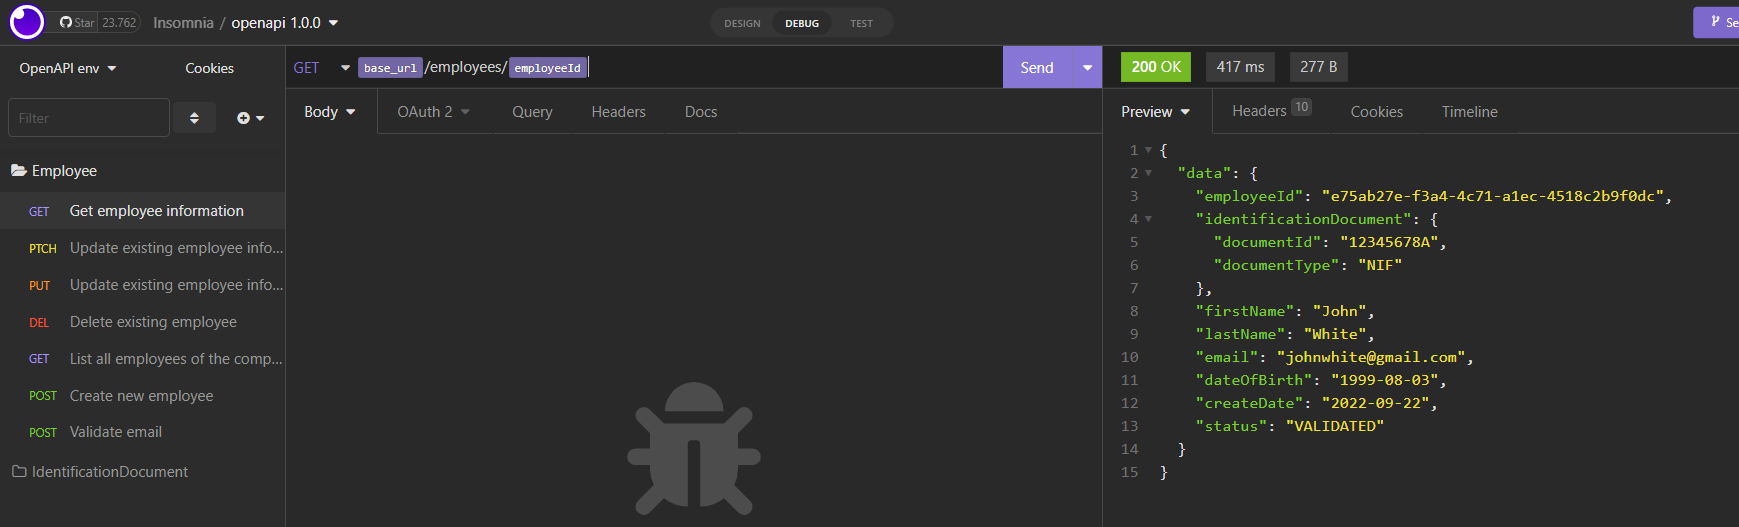 Star 23.762 Insomnia / openapi 1.0.0 DESIGN DEBUG TEST Se
OpenAPI env Cookies
Filter
Employee
GET Get employee information
PTCH Update existing employee info...
PUT Update existing employee info...
DEL Delete existing employee
GET List all employees of the comp...
POST Create new employee
POST Validate email
IdentificationDocument
GET base_url/employees/employeeId Send
Body OAuth 2 Query Headers Docs
200 OK 417 ms 277 B
Preview Headers 10 Cookies Timeline
1 {
2 "data": {
3 "employeeId": "e75ab27e-f3a4-4c71-a1ec-4518c2b9f0dc",
4 "identificationDocument": {
5 "documentId": "12345678A",
6 "documentType": "NIF"
7 },
8 "firstName": "John",
9 "lastName": "White",
10 "email": "johnwhite@gmail.com",
11 "dateOfBirth": "1999-08-03",
12 "createDate": "2022-09-22",
13 "status": "VALIDATED"
14 }
15 }